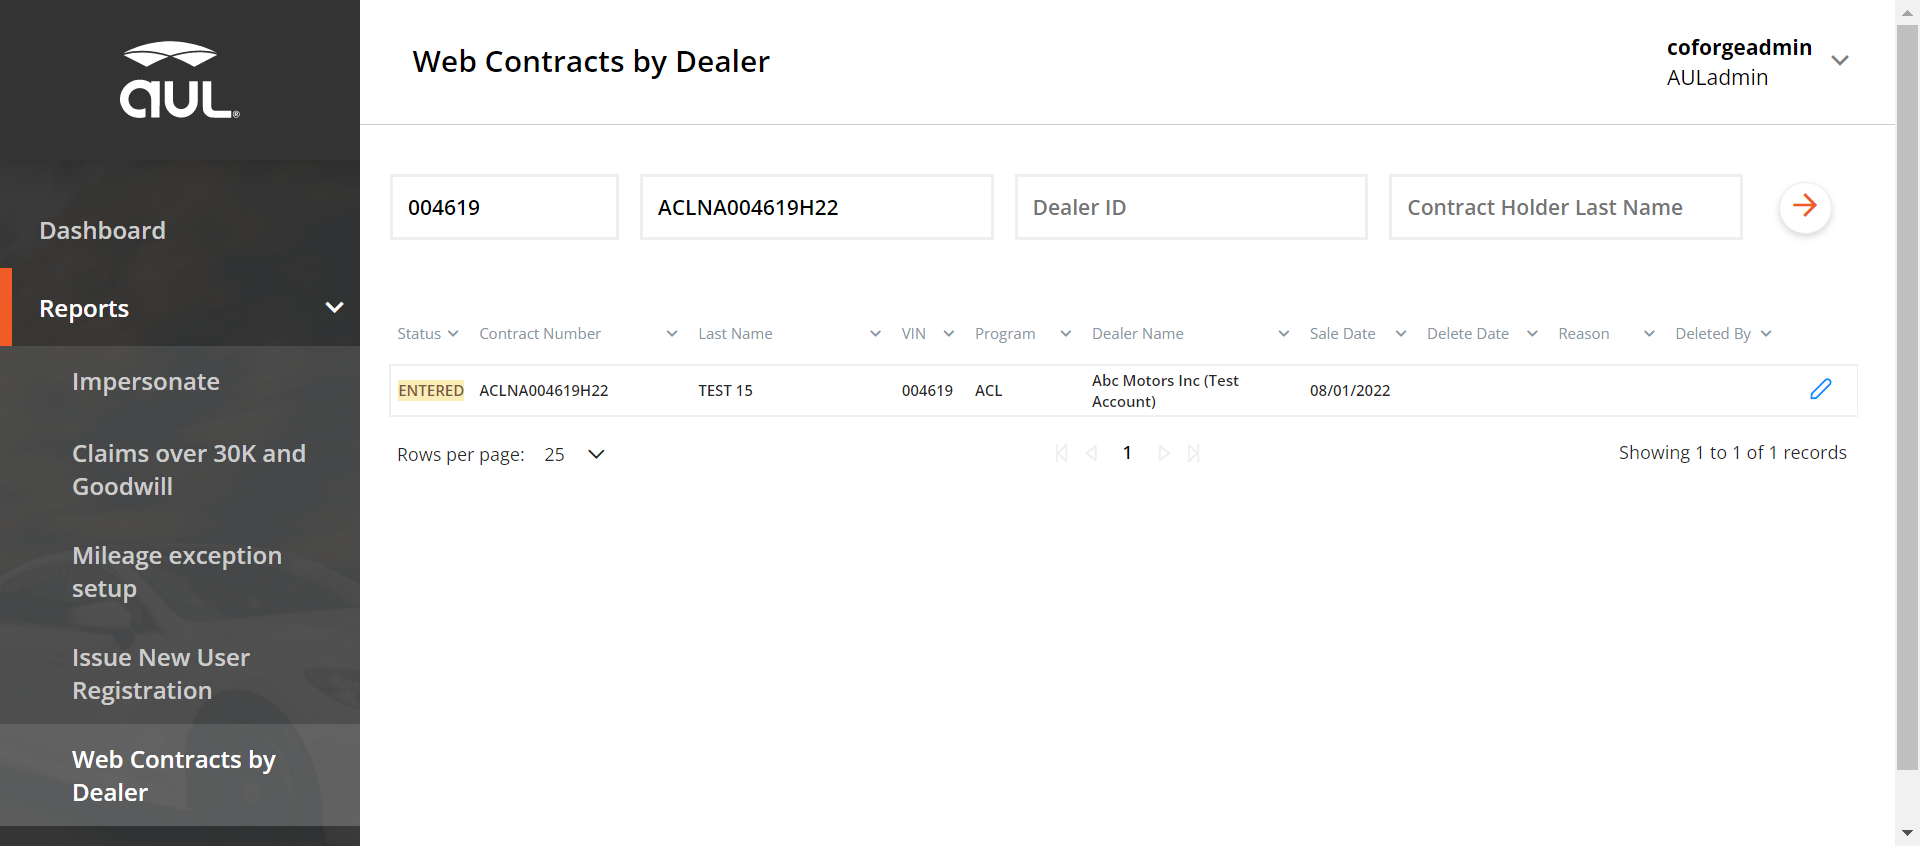 aUL®
Dashboard
Reports
Impersonate
Claims over 30K and
Goodwill
Mileage exception
setup
Issue New User
Registration
Web Contracts by
Dealer
Web Contracts by Dealer
coforgeadmin
AULadmin
004619
ACLNA004619H22
Dealer ID
Contract Holder Last Name
Status Contract Number Last Name VIN Program Dealer Name Sale Date Delete Date Reason Deleted By
ENTERED ACLNA004619H22 TEST 15 004619 ACL Abc Motors Inc (Test 08/01/2022
Account)
Rows per page: 25 1 Showing 1 to 1 of 1 records